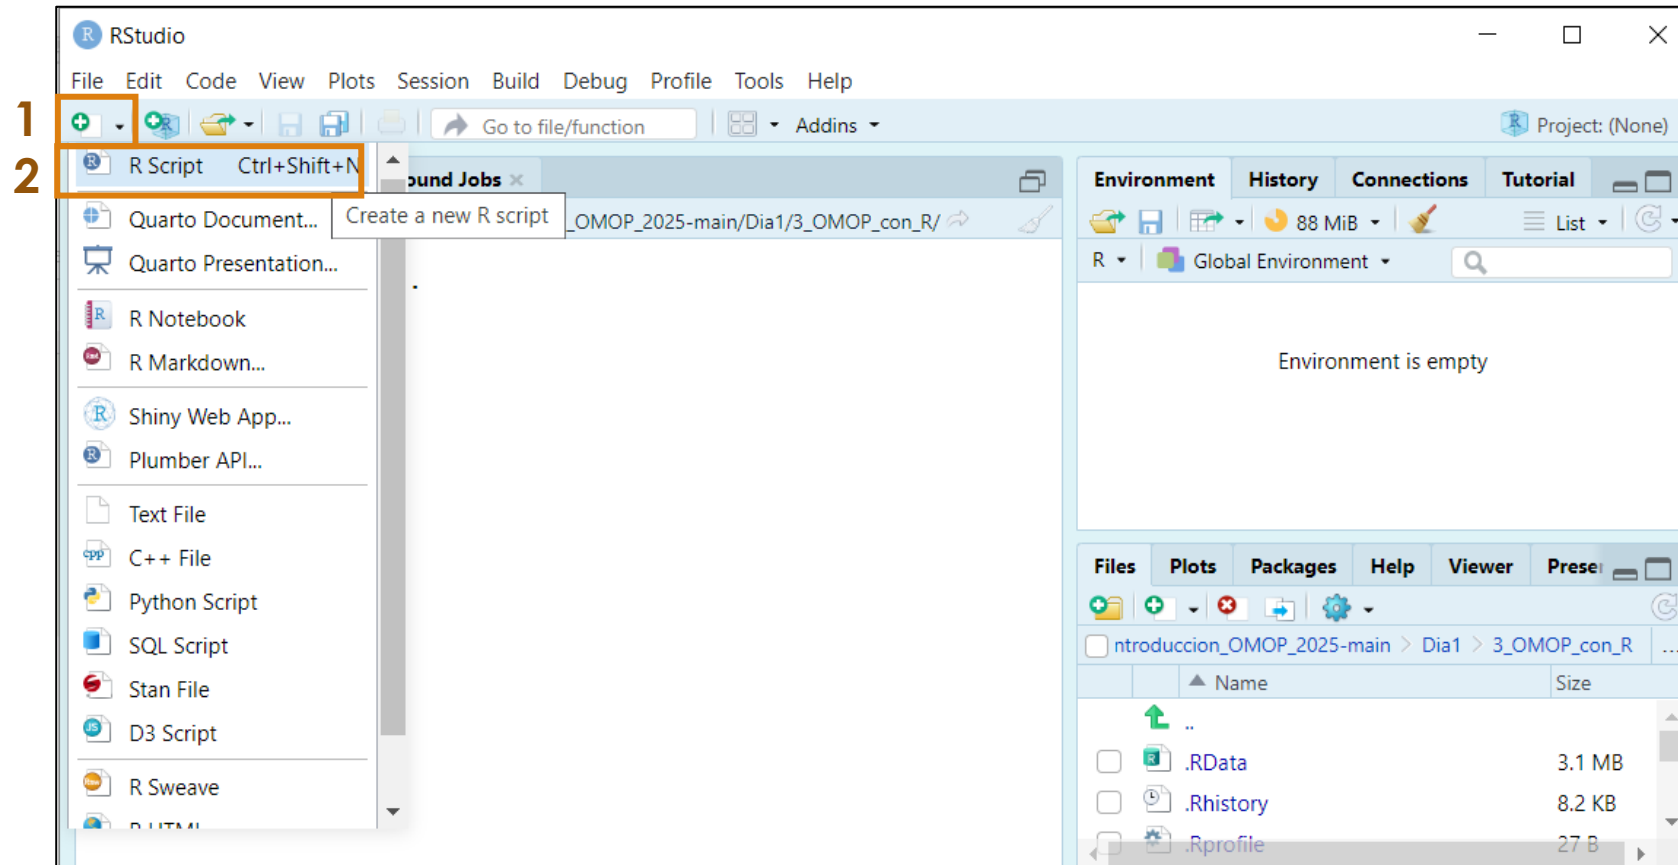 RStudio
File Edit Code View Plots Session Build Debug Profile Tools Help
1
Go to file/function
Addins
Project: (None)
2
R Script Ctrl+Shift+N
ound Jobs
Create a new R script
_OMOP_2025-main/Dia1/3_OMOP_con_R/
Quarto Document...
Quarto Presentation...
R Notebook
R Markdown...
Shiny Web App...
Plumber API...
Text File
C++ File
Python Script
SQL Script
Stan File
D3 Script
R Sweave
R HTML
Environment History Connections Tutorial
88 MiB
List
R
Global Environment
Environment is empty
Files Plots Packages Help Viewer Prese
ntroduccion_OMOP_2025-main > Dia1 > 3_OMOP_con_R ...
Name Size
..
.RData 3.1 MB
.Rhistory 8.2 KB
.Rprofile 27 B